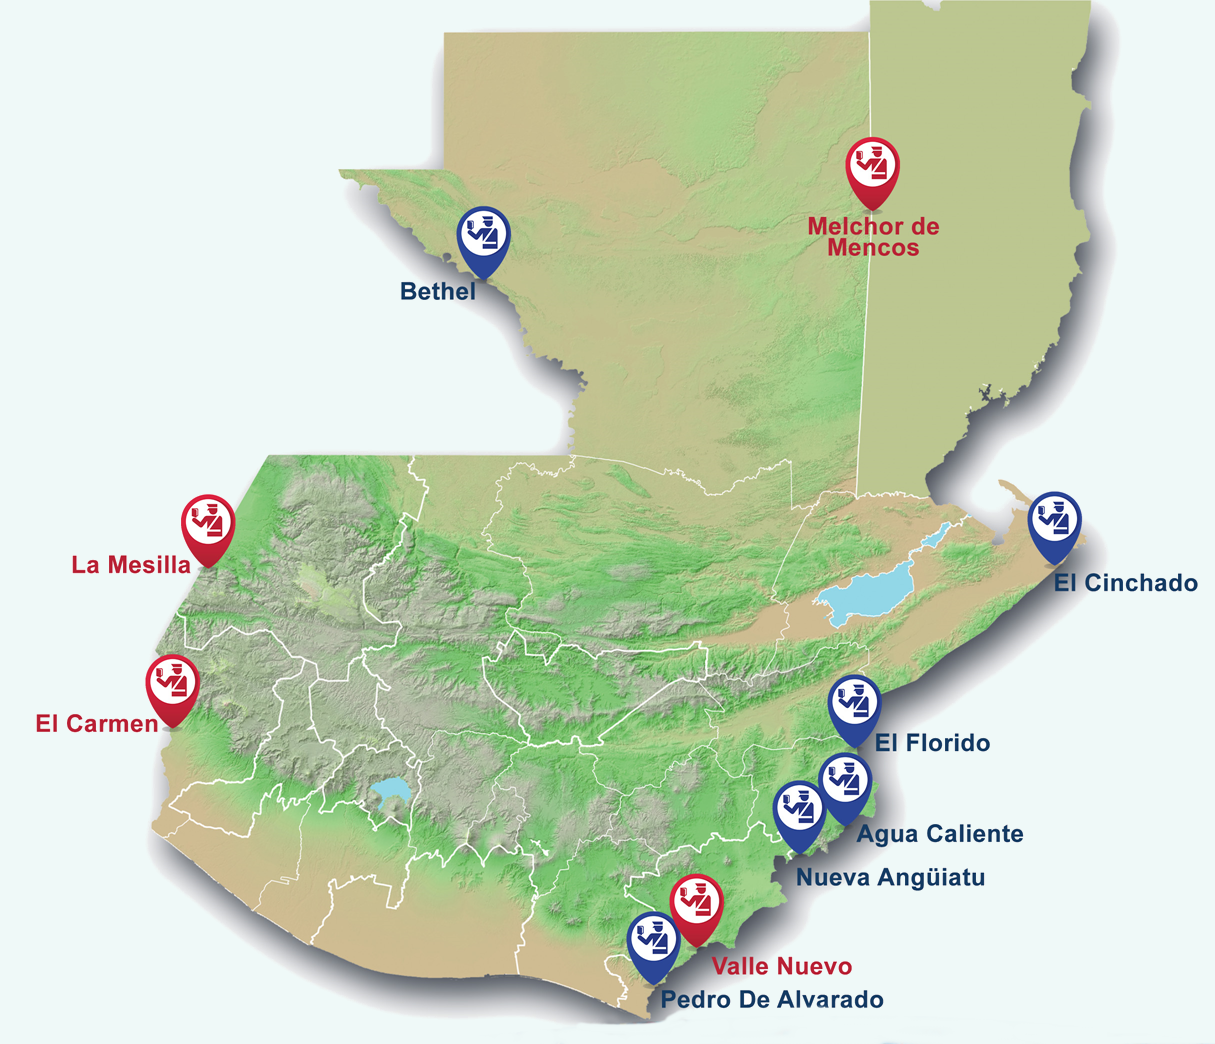 Melchor de
Mencos
Bethel
La Mesilla
El Cinchado
El Carmen
El Florido
Agua Caliente
Nueva Angüiatu
Valle Nuevo
Pedro De Alvarado